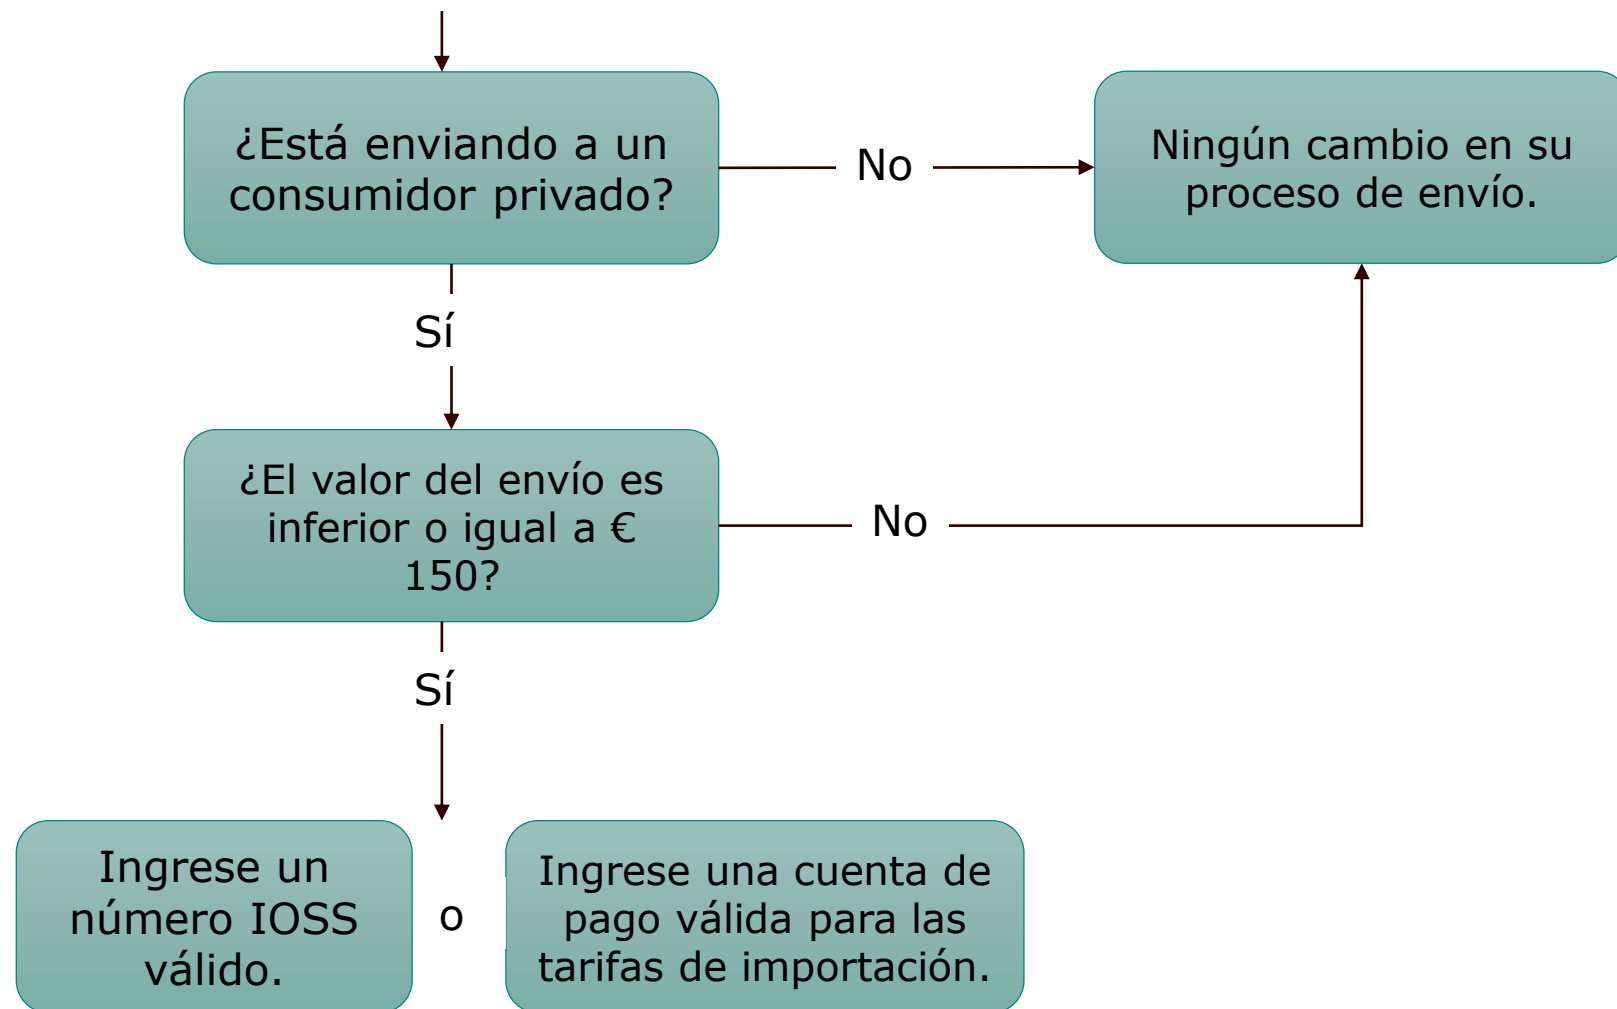 ¿Está enviando a un
consumidor privado?
No
Ningún cambio en su
proceso de envío.
Sí
¿El valor del envío es
inferior o igual a €
150?
No
Sí
Ingrese un
número IOSS
válido.
o
Ingrese una cuenta de
pago válida para las
tarifas de importación.